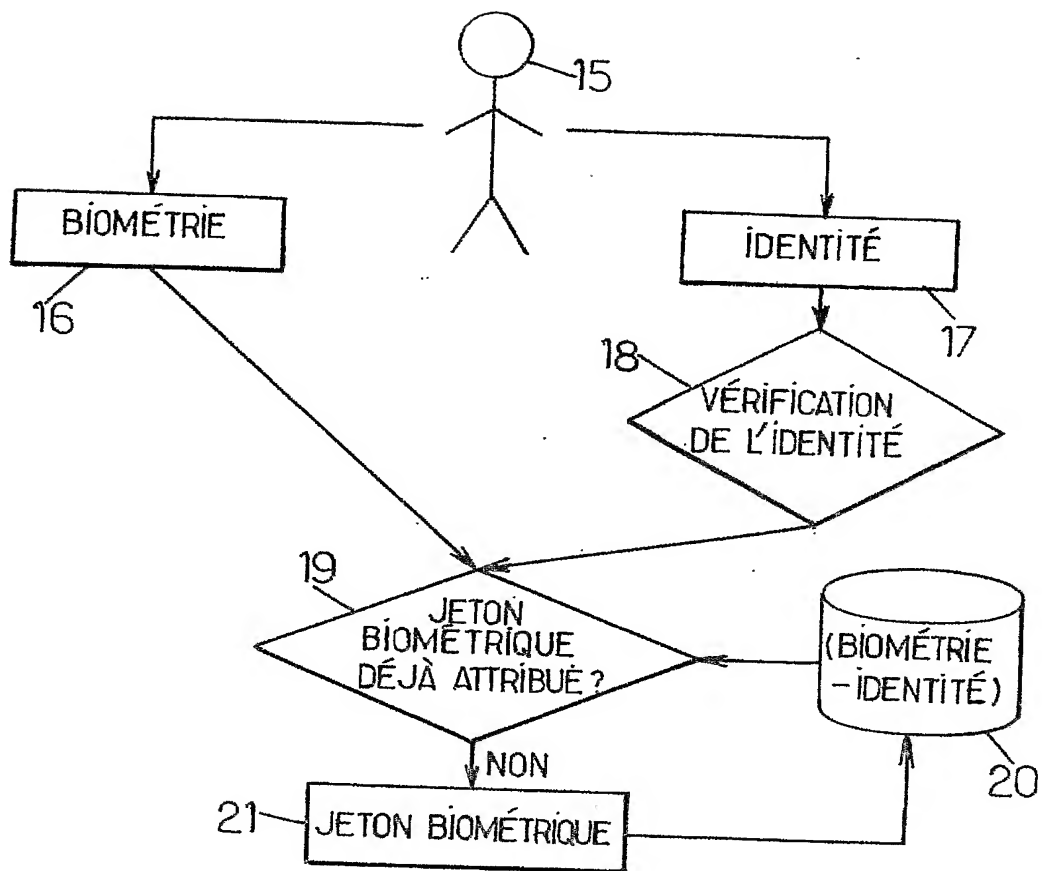 15
BIOMÉTRIE
16
IDENTITÉ
17
18
VÉRIFICATION
DE L'IDENTITÉ
19
JETON
BIOMÉTRIQUE
DÉJÀ ATTRIBUÉ ?
(BIOMÉTRIE
-IDENTITÉ)
20
NON
21
JETON BIOMÉTRIQUE